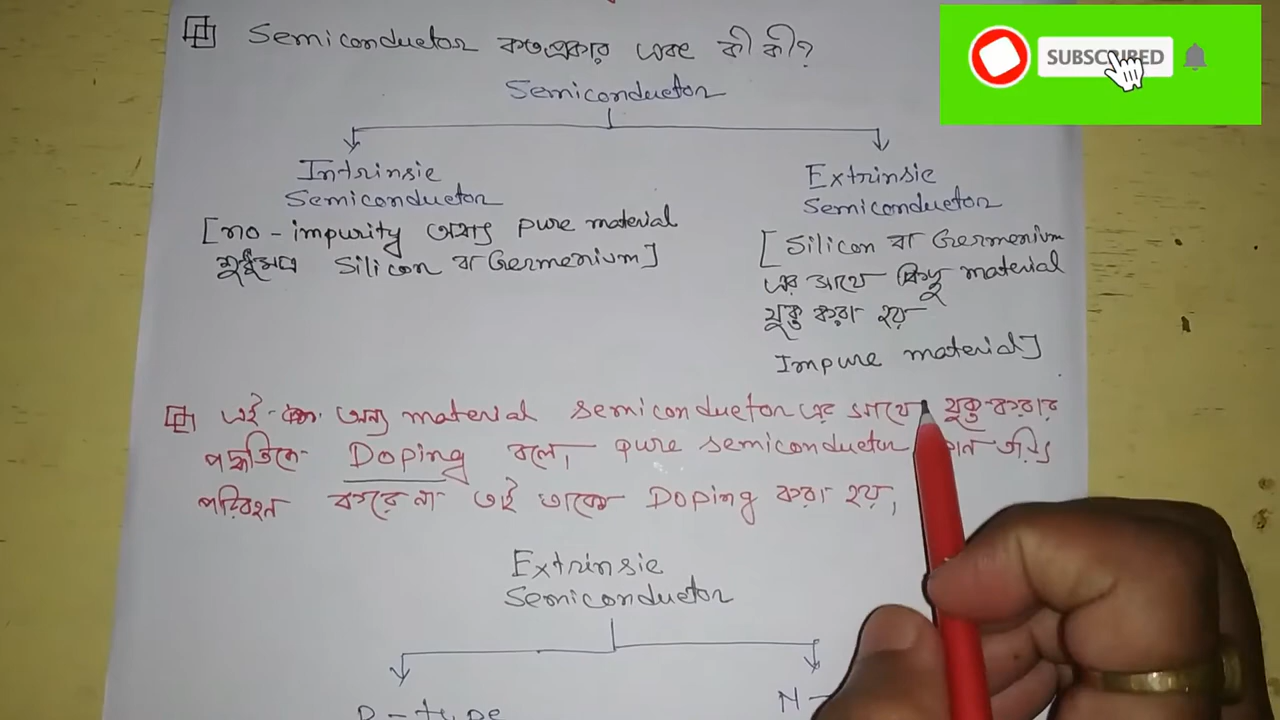 Semiconductor কতপ্রকার এবং কী কী?
SUBSCRIBED
Semiconductor
Intrinsic
Semiconductor
Extrinsic
Semiconductor
[no-impurity অর্থাৎ pure material
শুধুমাত্র Silicon বা Germenium]
[Silicon বা Germenium
এর সাথে কিছু material
যুক্ত করা হয়
Impure material]
এই অন্য material semiconductor এর সাথে যুক্ত করার
পদ্ধতিকে Doping বলে, pure semiconductor তড়িৎ
পরিবহন করে না তাই তাকে Doping করা হয়,
Extrinsic
Semiconductor
P-type
N-